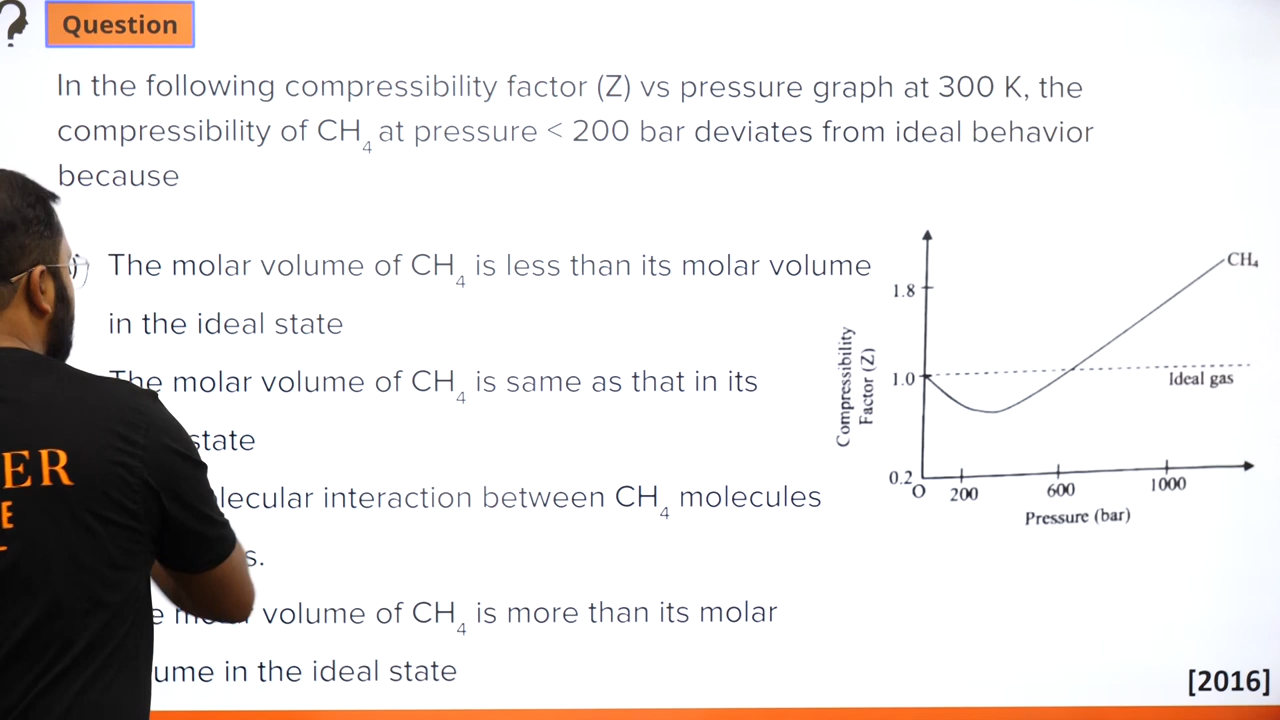 Question
In the following compressibility factor (Z) vs pressure graph at 300 K, the
compressibility of CH₄ at pressure < 200 bar deviates from ideal behavior
because
The molar volume of CH₄ is less than its molar volume
in the ideal state
The molar volume of CH₄ is same as that in its
state
interaction between CH₄ molecules
volume of CH₄ is more than its molar
in the ideal state
[2016]
Compressibility
Factor (Z)
1.8
1.0
0.2
CH₄
Ideal gas
O 200 600 1000
Pressure (bar)